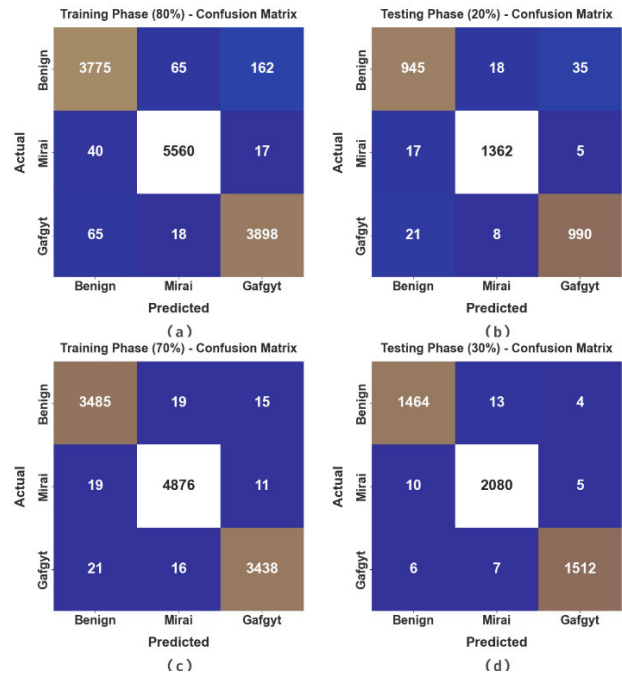 Training Phase (80%) - Confusion Matrix
Actual
Benign 3775 65 162
Mirai 40 5560 17
Gafgyt 65 18 3898
Benign Mirai Gafgyt
Predicted
(a)
Testing Phase (20%) - Confusion Matrix
Actual
Benign 945 18 35
Mirai 17 1362 5
Gafgyt 21 8 990
Benign Mirai Gafgyt
Predicted
(b)
Training Phase (70%) - Confusion Matrix
Actual
Benign 3485 19 15
Mirai 19 4876 11
Gafgyt 21 16 3438
Benign Mirai Gafgyt
Predicted
(c)
Testing Phase (30%) - Confusion Matrix
Actual
Benign 1464 13 4
Mirai 10 2080 5
Gafgyt 6 7 1512
Benign Mirai Gafgyt
Predicted
(d)